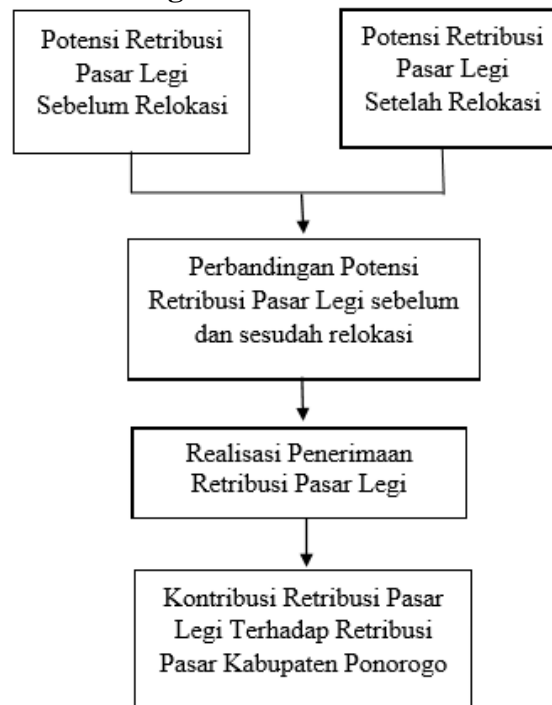 Potensi Retribusi
Pasar Legi
Sebelum Relokasi
Potensi Retribusi
Pasar Legi
Setelah Relokasi
Perbandingan Potensi
Retribusi Pasar Legi sebelum
dan sesudah relokasi
Realisasi Penerimaan
Retribusi Pasar Legi
Kontribusi Retribusi Pasar
Legi Terhadap Retribusi
Pasar Kabupaten Ponorogo